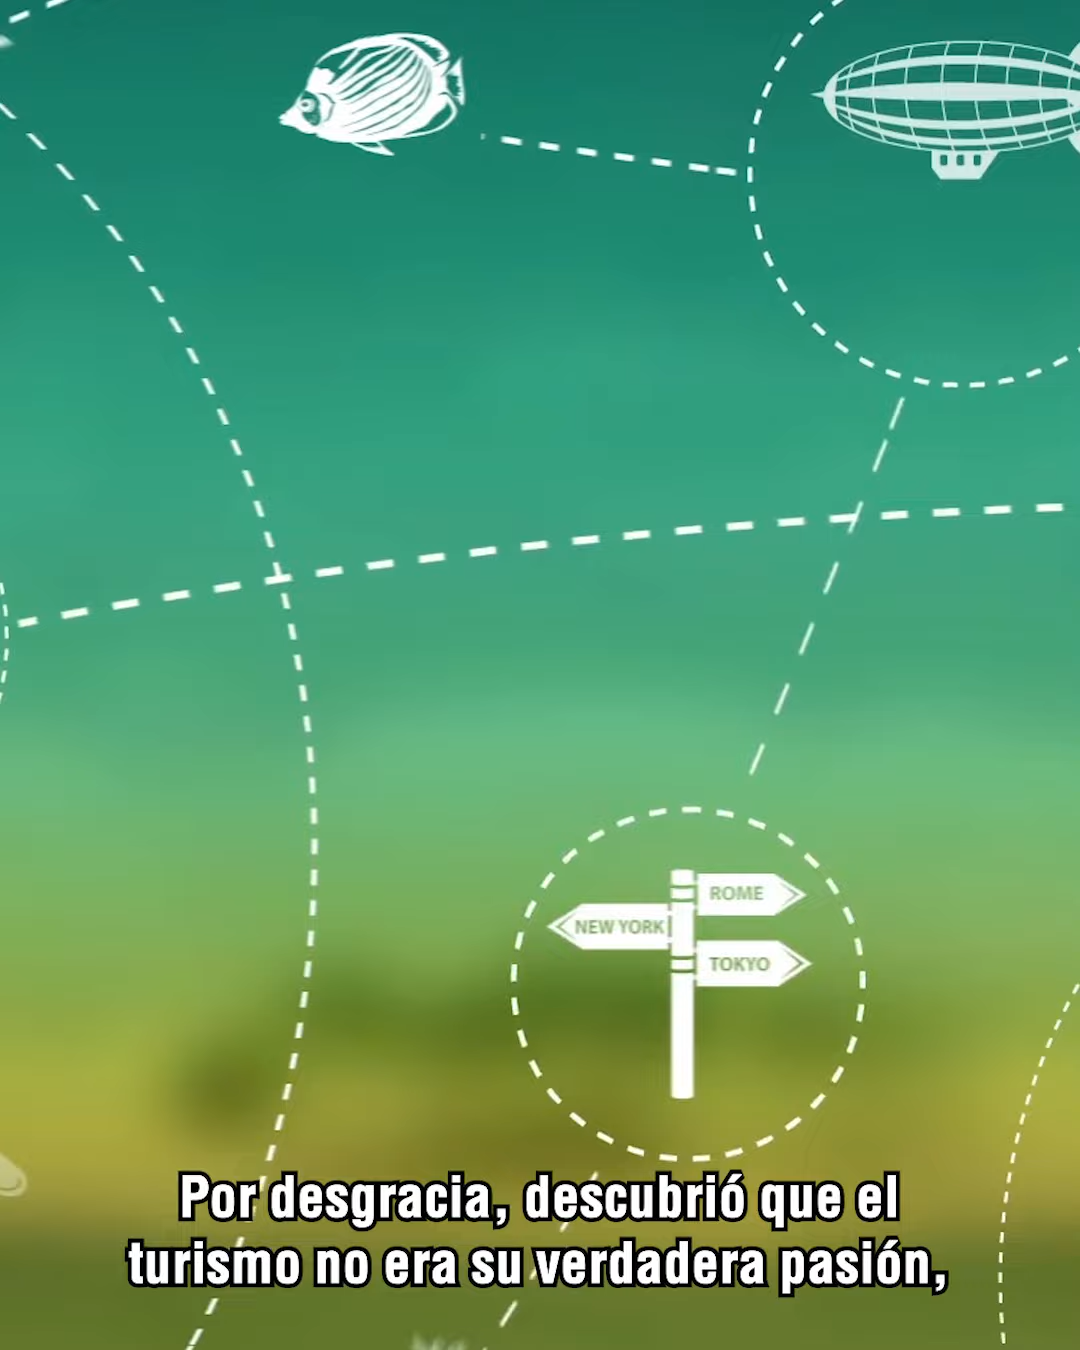 ROME
NEW YORK
TOKYO
Por desgracia, descubrió que el
turismo no era su verdadera pasión,